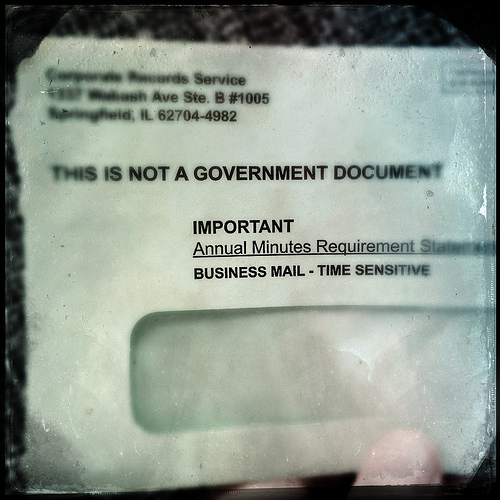 Corporate Records Service
Wabash Ave Ste. B #1005
Springfield, IL 62704-4982
THIS IS NOT A GOVERNMENT DOCUMENT
IMPORTANT
Annual Minutes Requirement Statem
BUSINESS MAIL - TIME SENSITIVE